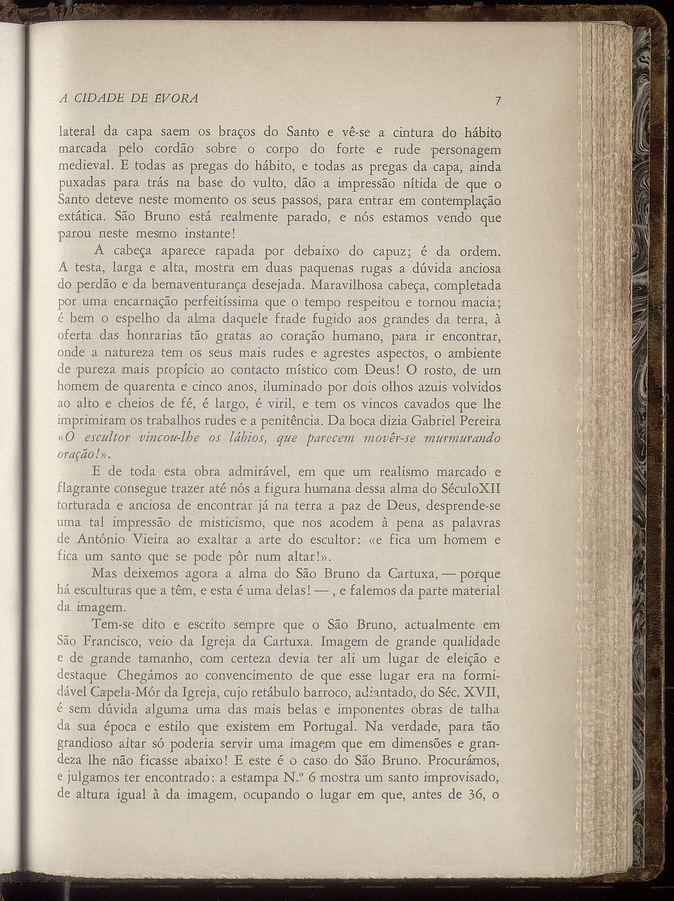 A CIDADE DE ÉVORA 7
lateral da capa saem os braços do Santo e vê-se a cintura do hábito
marcada pelo cordão sobre o corpo do forte e rude personagem
medieval. E todas as pregas do hábito, e todas as pregas da capa, ainda
puxadas para trás na base do vulto, dão a impressão nítida de que o
Santo deteve neste momento os seus passos, para entrar em contemplação
extática. São Bruno está realmente parado, e nós estamos vendo que
parou neste mesmo instante!
A cabeça aparece rapada por debaixo do capuz; é da ordem.
A testa, larga e alta, mostra em duas paquenas rugas a dúvida anciosa
do perdão e da bemaventurança desejada. Maravilhosa cabeça, completada
por uma encarnação perfeitíssima que o tempo respeitou e tornou macia;
é bem o espelho da alma daquele frade fugido aos grandes da terra, à
oferta das honrarias tão gratas ao coração humano, para ir encontrar,
onde a natureza tem os seus mais rudes e agrestes aspectos, o ambiente
de pureza mais propício ao contacto místico com Deus! O rosto, de um
homem de quarenta e cinco anos, iluminado por dois olhos azuis volvidos
ao alto e cheios de fé, é largo, é viril, e tem os vincos cavados que lhe
imprimiram os trabalhos rudes e a penitência. Da boca dizia Gabriel Pereira
«O escultor vincou-lhe os lábios, que parecem movêr-se murmurando
oração!».
E de toda esta obra admirável, em que um realismo marcado e
flagrante consegue trazer até nós a figura humana dessa alma do SéculoXII
torturada e anciosa de encontrar já na terra a paz de Deus, desprende-se
uma tal impressão de misticismo, que nos acodem à pena as palavras
de António Vieira ao exaltar a arte do escultor: «e fica um homem e
fica um santo que se pode pôr num altar!».
Mas deixemos agora a alma do São Bruno da Cartuxa, — porque
há esculturas que a têm, e esta é uma delas! — , e falemos da parte material
da imagem.
Tem-se dito e escrito sempre que o São Bruno, actualmente em
São Francisco, veio da Igreja da Cartuxa. Imagem de grande qualidade
e de grande tamanho, com certeza devia ter ali um lugar de eleição e
destaque Chegámos ao convencimento de que esse lugar era na formi-
dável Capela-Mór da Igreja, cujo retábulo barroco, adiantado, do Séc. XVII,
é sem dúvida alguma uma das mais belas e imponentes obras de talha
da sua época e estilo que existem em Portugal. Na verdade, para tão
grandioso aitar só poderia servir uma imagem que em dimensões e gran-
deza lhe não ficasse abaixo! E este é o caso do São Bruno. Procurámos,
e julgamos ter encontrado: a estampa N.º 6 mostra um santo improvisado,
de altura igual à da imagem, ocupando o lugar em que, antes de 36, o